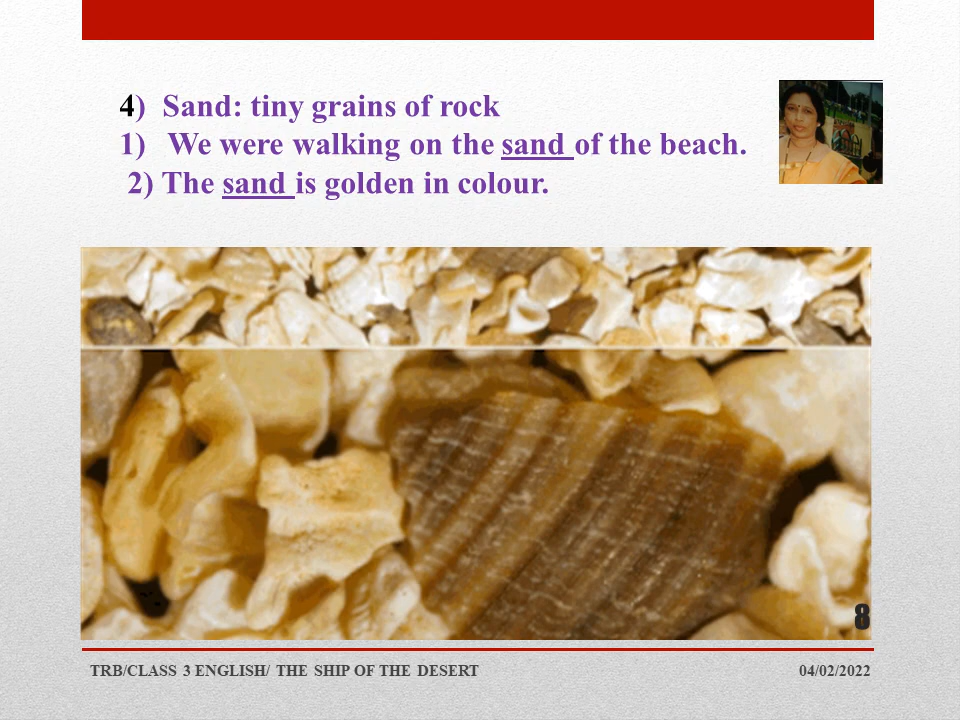 4)  Sand: tiny grains of rock
1)   We were walking on the sand of the beach.
2) The sand is golden in colour.
8
TRB/CLASS 3 ENGLISH/ THE SHIP OF THE DESERT
04/02/2022